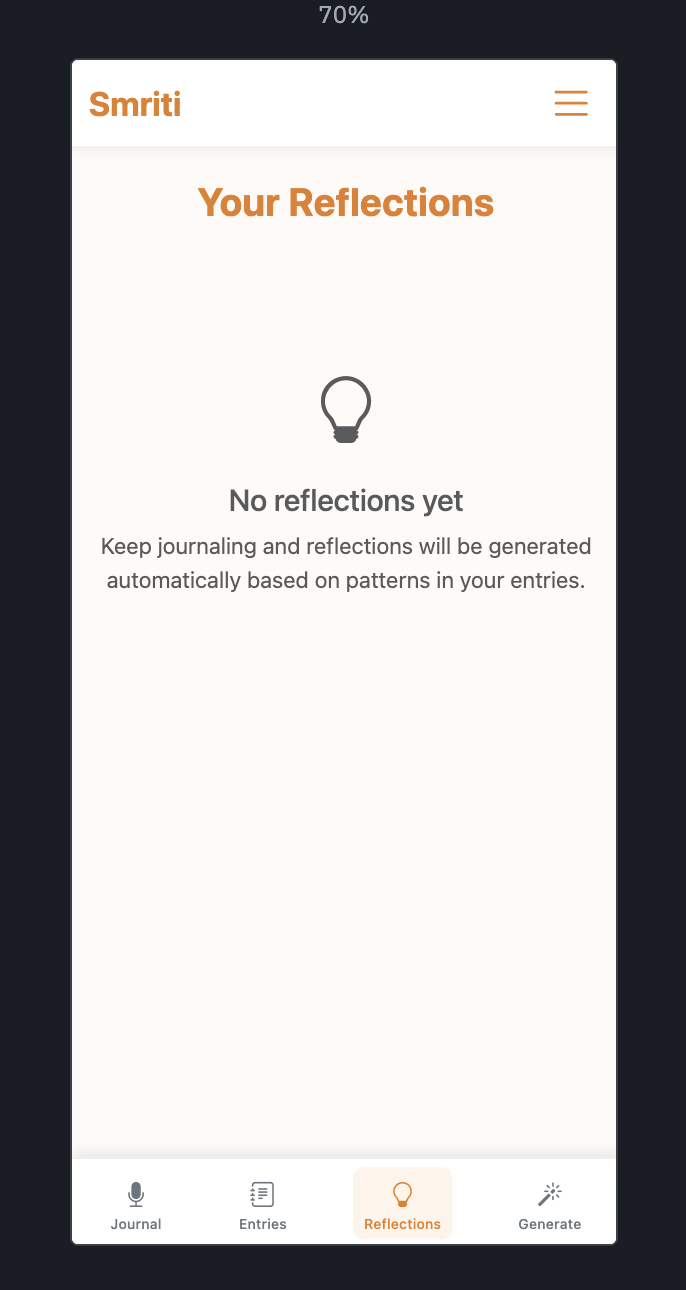 70%
Smriti
Your Reflections
No reflections yet
Keep journaling and reflections will be generated
automatically based on patterns in your entries.
Journal
Entries
Reflections
Generate